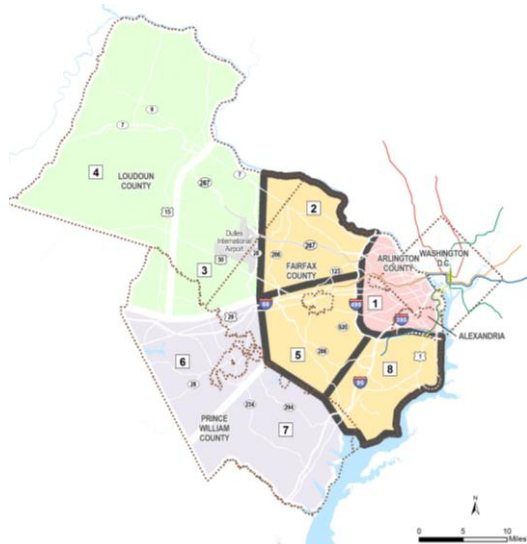 9
7
4
LOUDOUN
COUNTY
7
267
15
Dulles
International
Airport
28
50
3
2
267
286
FAIRFAX
COUNTY
123
ARLINGTON
COUNTY
WASHINGTON
D.C.
1
66
495
395
ALEXANDRIA
29
620
5
286
8
1
95
6
28
PRINCE
WILLIAM
COUNTY
234
294
7
N
0
5
10
Miles